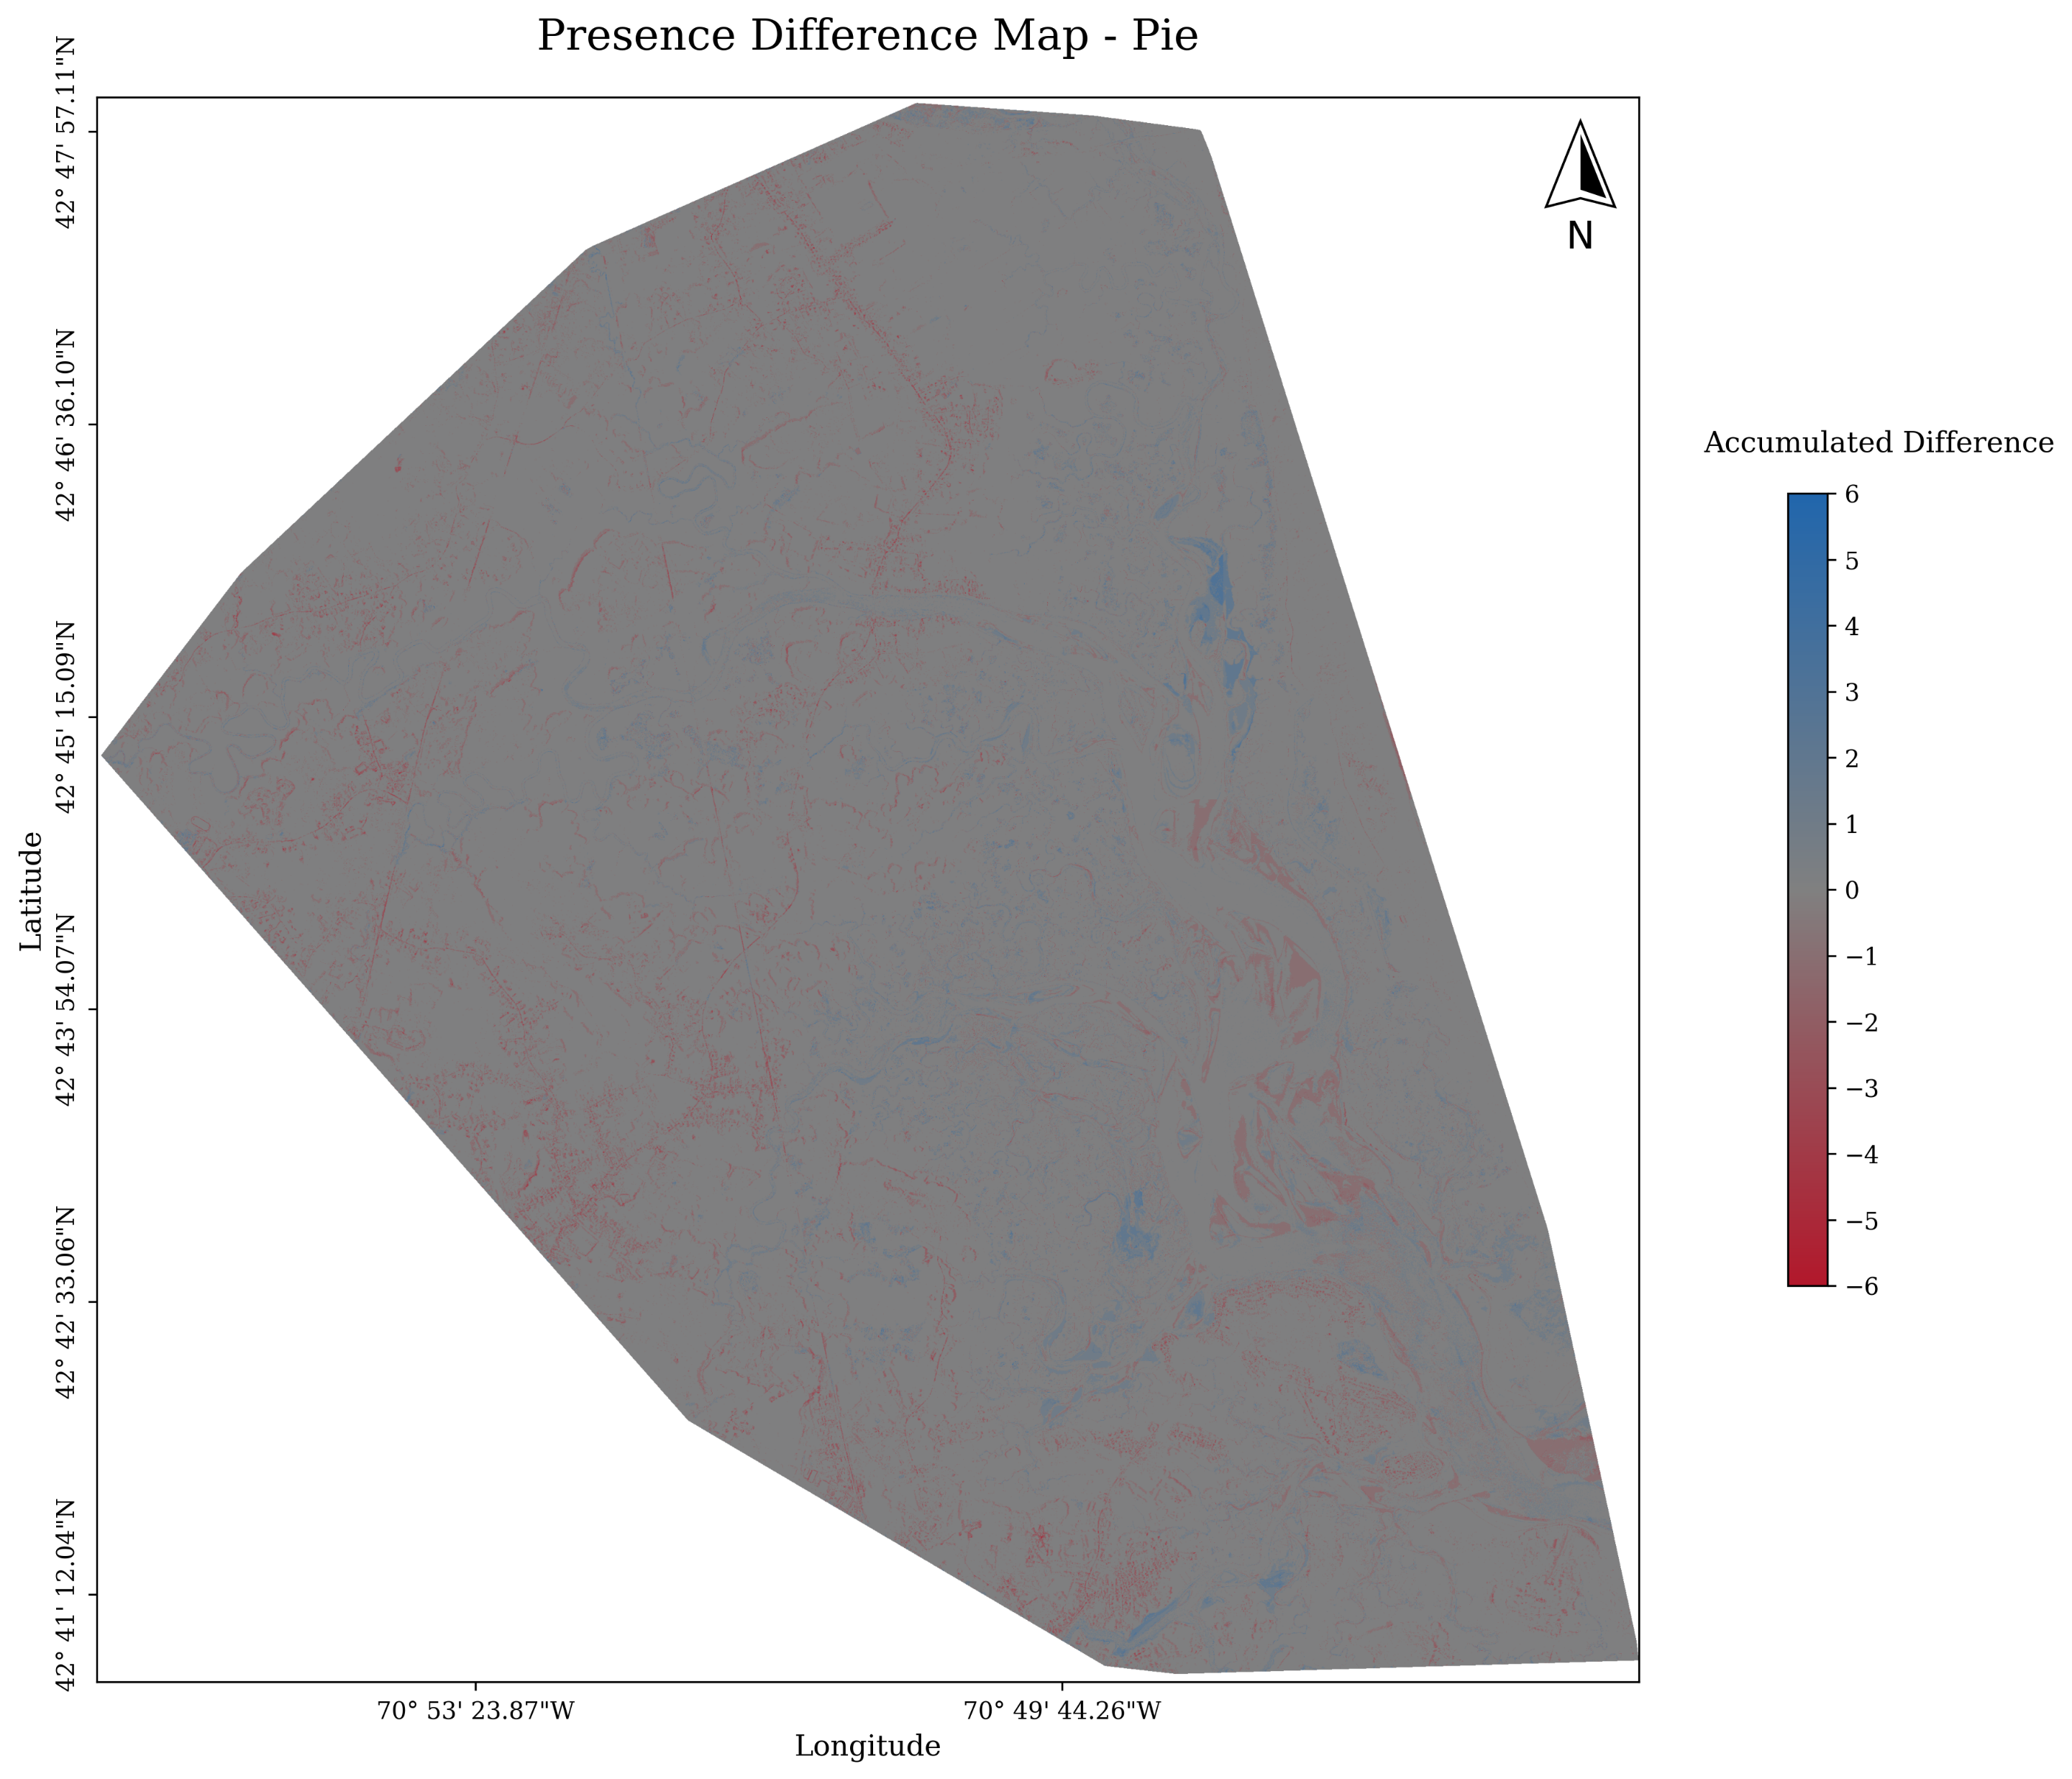 Presence Difference Map - Pie
42° 47' 57.11"N
42° 46' 36.10"N
42° 45' 15.09"N
42° 43' 54.07"N
42° 42' 33.06"N
42° 41' 12.04"N
Latitude
70° 53' 23.87"W
70° 49' 44.26"W
Longitude
N
Accumulated Difference
6
5
4
3
2
1
0
−1
−2
−3
−4
−5
−6